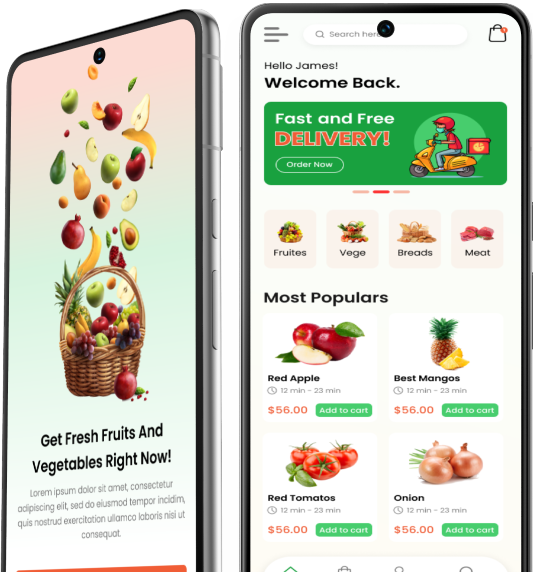 Get Fresh Fruits And
Vegetables Right Now!
Lorem ipsum dolor sit amet, consectetur
adipiscing elit, sed do eiusmod tempor incidim,
quis nostrud exercitation ullamco laboris nisi ut
consequat.
Search here
Hello James!
Welcome Back.
Fast and Free
DELIVERY!
Order Now
Fruites
Vege
Breads
Meat
Most Populars
Red Apple
12 min - 23 min
$56.00
Add to cart
Best Mangos
12 min - 23 min
$56.00
Add to cart
Red Tomatos
12 min - 23 min
$56.00
Add to cart
Onion
12 min - 23 min
$56.00
Add to cart